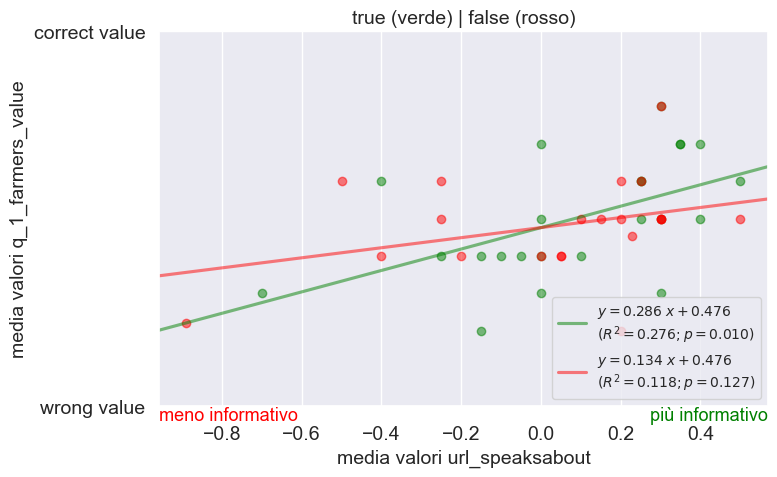 true (verde) | false (rosso)
correct value
media valori q_1_farmers_value
wrong value
y = 0.286 x + 0.476
(R² = 0.276; p = 0.010)
y = 0.134 x + 0.476
(R² = 0.118; p = 0.127)
meno informativo
più informativo
−0.8 −0.6 −0.4 −0.2 0.0 0.2 0.4
media valori url_speaksabout